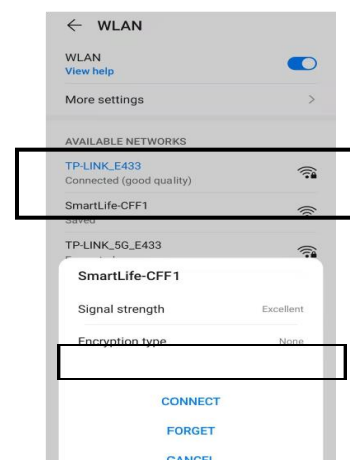 ← WLAN
WLAN
View help
More settings >
AVAILABLE NETWORKS
TP-LINK_E433
Connected (good quality)
SmartLife-CFF1
Saved
TP-LINK_5G_E433
SmartLife-CFF1
Signal strength Excellent
Encryption type None
CONNECT
FORGET
CANCEL